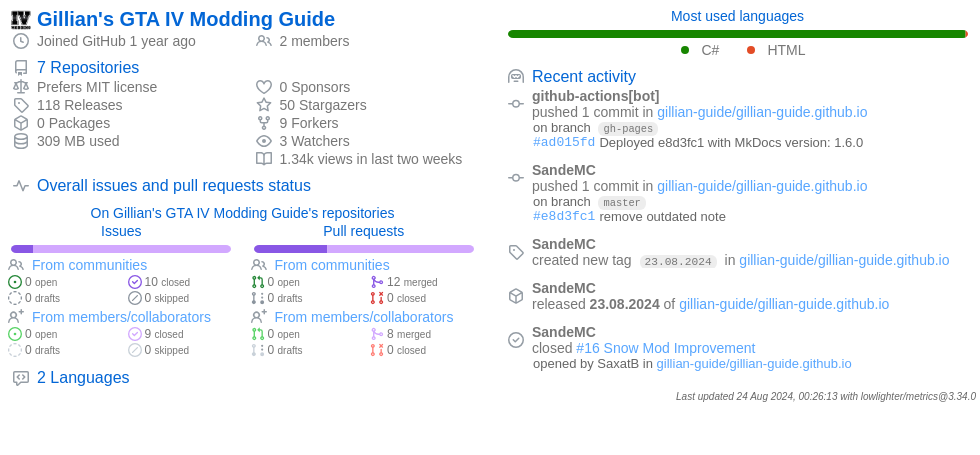 Gillian's GTA IV Modding Guide
Joined GitHub 1 year ago
2 members
7 Repositories
Prefers MIT license
118 Releases
0 Packages
309 MB used
0 Sponsors
50 Stargazers
9 Forkers
3 Watchers
1.34k views in last two weeks
Overall issues and pull requests status
On Gillian's GTA IV Modding Guide's repositories
Issues
From communities
0 open
10 closed
0 drafts
0 skipped
From members/collaborators
0 open
9 closed
0 drafts
0 skipped
Pull requests
From communities
0 open
12 merged
0 drafts
0 closed
From members/collaborators
0 open
8 merged
0 drafts
0 closed
2 Languages
Most used languages
C#
HTML
Recent activity
github-actions[bot]
pushed 1 commit in gillian-guide/gillian-guide.github.io
on branch gh-pages
#ad015fd Deployed e8d3fc1 with MkDocs version: 1.6.0
SandeMC
pushed 1 commit in gillian-guide/gillian-guide.github.io
on branch master
#e8d3fc1 remove outdated note
SandeMC
created new tag 23.08.2024 in gillian-guide/gillian-guide.github.io
SandeMC
released 23.08.2024 of gillian-guide/gillian-guide.github.io
SandeMC
closed #16 Snow Mod Improvement
opened by SaxatB in gillian-guide/gillian-guide.github.io
Last updated 24 Aug 2024, 00:26:13 with lowlighter/metrics@3.34.0